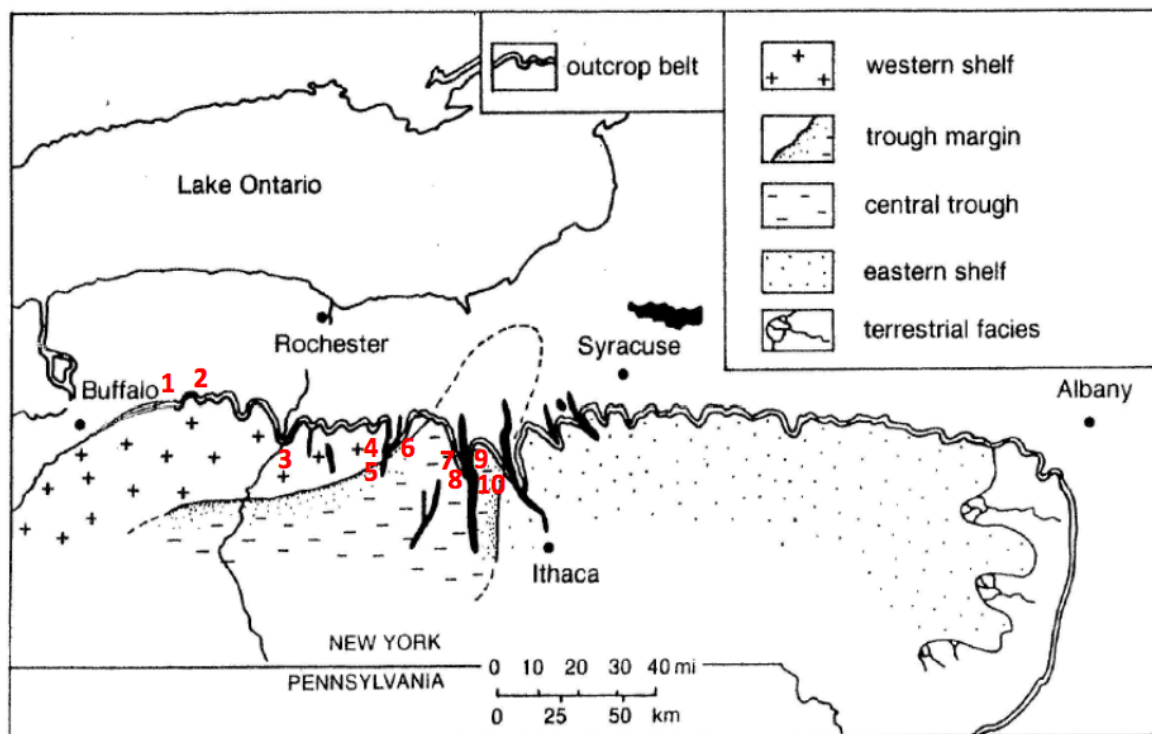 outcrop belt
western shelf
trough margin
central trough
eastern shelf
terrestrial facies
Lake Ontario
Rochester
Syracuse
Buffalo
1 2
Albany
3
4
5
6
7
8
9
10
Ithaca
NEW YORK
PENNSYLVANIA
0 10 20 30 40 mi
0 25 50 km